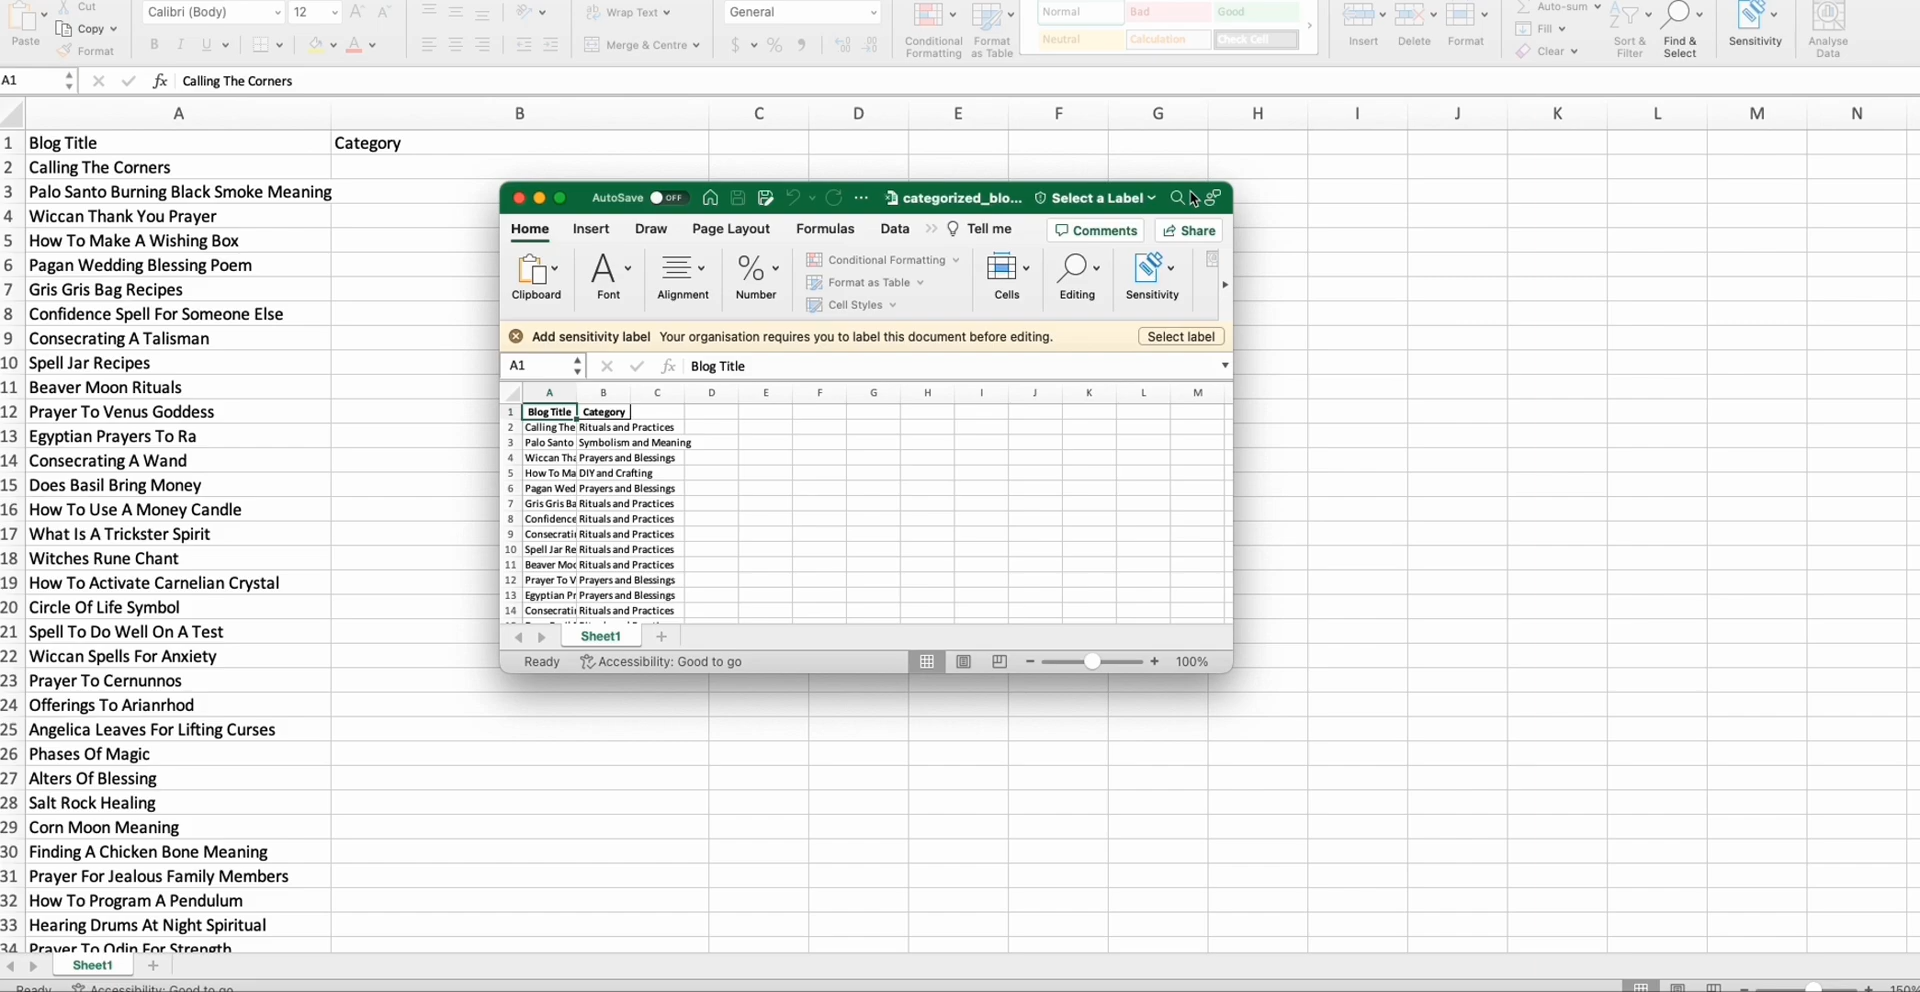 Cut
Calibri (Body) 12
Wrap Text
General
Normal Bad Good
Auto-sum
Paste
Copy
Format
B I U
Merge & Centre
$ %
Conditional Formatting
Format as Table
Neutral Calculation Check Cell
Insert Delete Format
Fill
Clear
Sort & Filter
Find & Select
Sensitivity
Analyse Data
A1 fx Calling The Corners
A B C D E F G H I J K L M N
1 Blog Title Category
2 Calling The Corners
3 Palo Santo Burning Black Smoke Meaning
4 Wiccan Thank You Prayer
5 How To Make A Wishing Box
6 Pagan Wedding Blessing Poem
7 Gris Gris Bag Recipes
8 Confidence Spell For Someone Else
9 Consecrating A Talisman
10 Spell Jar Recipes
11 Beaver Moon Rituals
12 Prayer To Venus Goddess
13 Egyptian Prayers To Ra
14 Consecrating A Wand
15 Does Basil Bring Money
16 How To Use A Money Candle
17 What Is A Trickster Spirit
18 Witches Rune Chant
19 How To Activate Carnelian Crystal
20 Circle Of Life Symbol
21 Spell To Do Well On A Test
22 Wiccan Spells For Anxiety
23 Prayer To Cernunnos
24 Offerings To Arianrhod
25 Angelica Leaves For Lifting Curses
26 Phases Of Magic
27 Alters Of Blessing
28 Salt Rock Healing
29 Corn Moon Meaning
30 Finding A Chicken Bone Meaning
31 Prayer For Jealous Family Members
32 How To Program A Pendulum
33 Hearing Drums At Night Spiritual
34 Prayer To Odin For Strength
Sheet1
Ready Accessibility: Good to go 150%
AutoSave OFF categorized_blo... Select a Label
Home Insert Draw Page Layout Formulas Data Tell me Comments Share
Clipboard Font Alignment Number
Conditional Formatting
Format as Table
Cell Styles
Cells Editing Sensitivity
Add sensitivity label Your organisation requires you to label this document before editing. Select label
A1 fx Blog Title
A B C D E F G H I J K L M
1 Blog Title Category
2 Calling The Rituals and Practices
3 Palo Santo Symbolism and Meaning
4 Wiccan Tha Prayers and Blessings
5 How To Ma DIY and Crafting
6 Pagan Wed Prayers and Blessings
7 Gris Gris Ba Rituals and Practices
8 Confidence Rituals and Practices
9 Consecrati Rituals and Practices
10 Spell Jar Re Rituals and Practices
11 Beaver Moo Rituals and Practices
12 Prayer To V Prayers and Blessings
13 Egyptian Pr Prayers and Blessings
14 Consecrati Rituals and Practices
Sheet1
Ready Accessibility: Good to go 100%